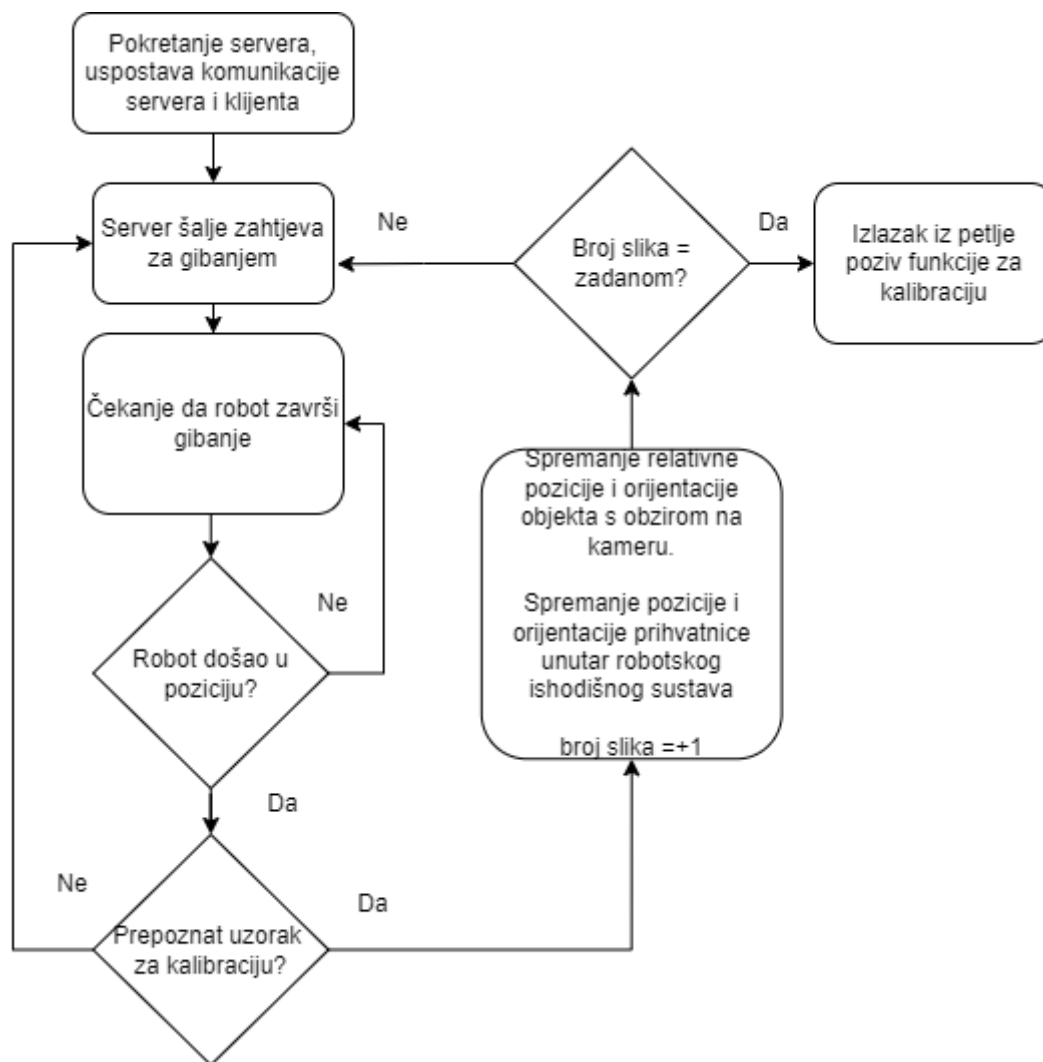 Pokretanje servera,
uspostava komunikacije
servera i klijenta
Server šalje zahtjeva
za gibanjem
Čekanje da robot završi
gibanje
Ne
Robot došao u
poziciju?
Da
Ne
Prepoznat uzorak
za kalibraciju?
Da
Spremanje relativne
pozicije i orijentacije
objekta s obzirom na
kameru.
Spremanje pozicije i
orijentacije prihvatnice
unutar robotskog
ishodišnog sustava
broj slika =+1
Ne
Broj slika =
zadanom?
Da
Izlazak iz petlje
poziv funkcije za
kalibraciju